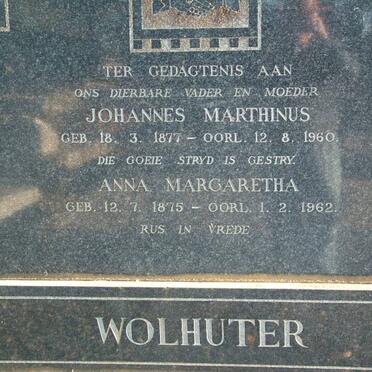 TER GEDAGTENIS AAN
ONS DIERBARE VADER EN MOEDER
JOHANNES MARTHINUS
GEB. 18. 3. 1877 – OORL. 12. 8. 1960.
DIE GOEIE STRYD IS GESTRY.
ANNA MARGARETHA
GEB. 12. 7. 1875 – OORL. 1. 2. 1962.
RUS IN VREDE
WOLHUTER